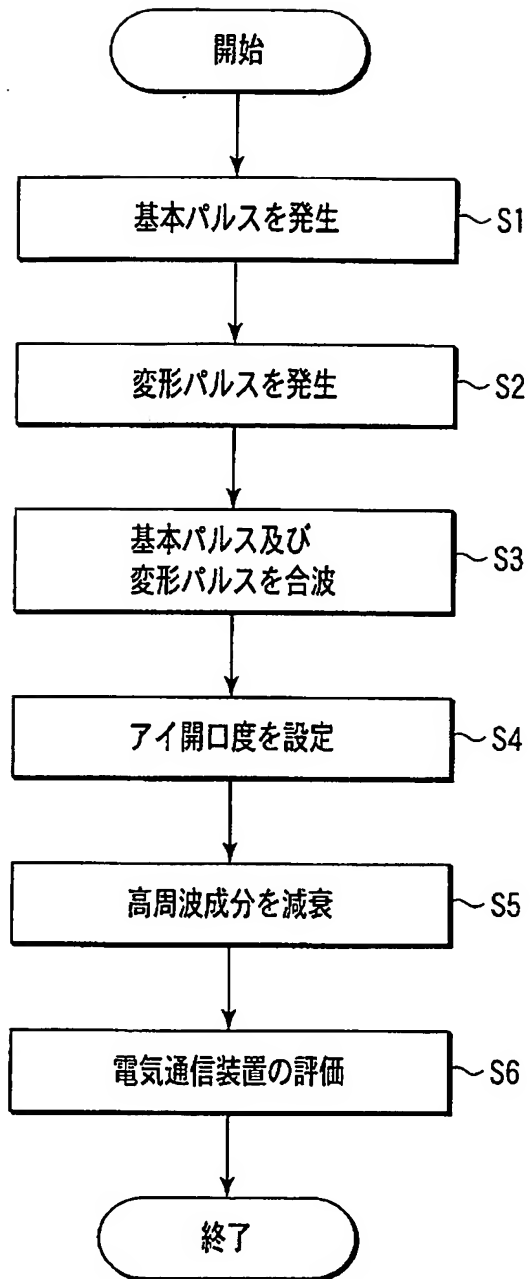 開始
基本パルスを発生
S1
変形パルスを発生
S2
基本パルス及び
変形パルスを合波
S3
アイ開口度を設定
S4
高周波成分を減衰
S5
電気通信装置の評価
S6
終了